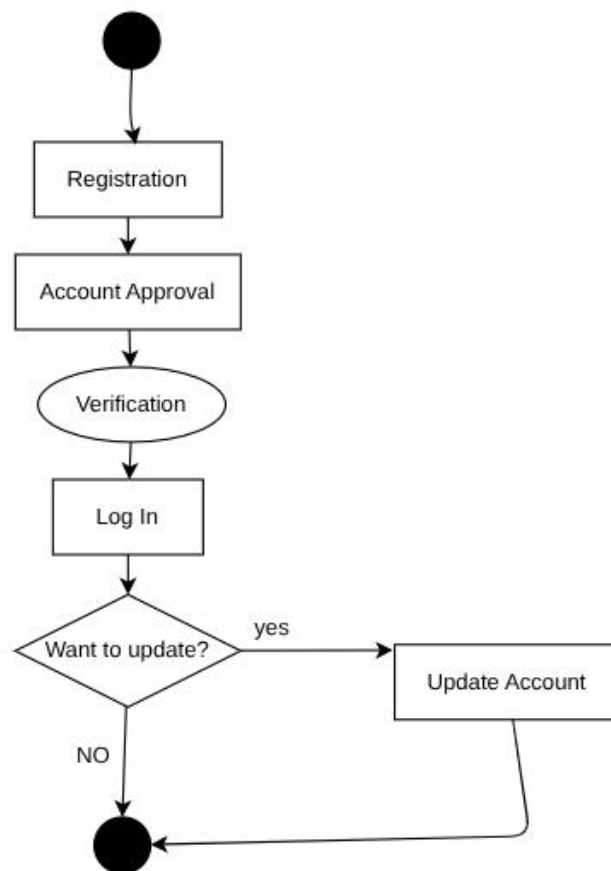 Registration
Account Approval
Verification
Log In
Want to update?
yes
Update Account
NO